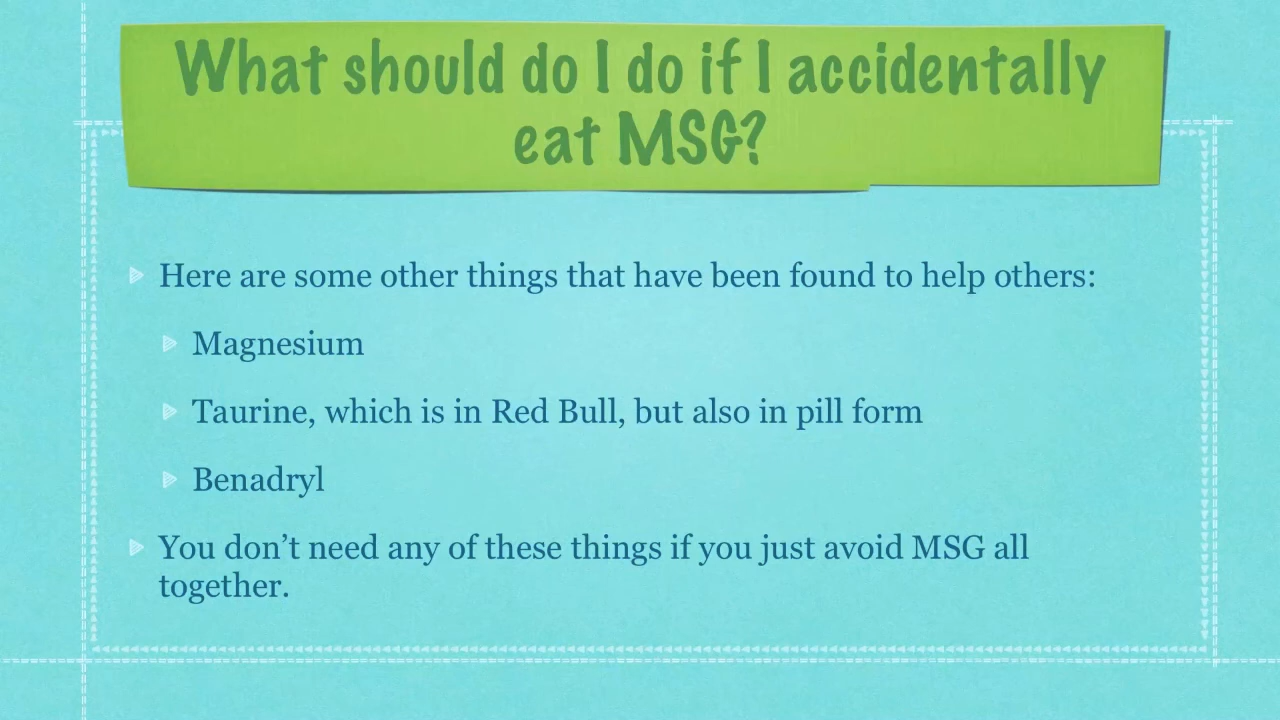 What should do I do if I accidentally
eat MSG?
Here are some other things that have been found to help others:
Magnesium
Taurine, which is in Red Bull, but also in pill form
Benadryl
You don’t need any of these things if you just avoid MSG all
together.